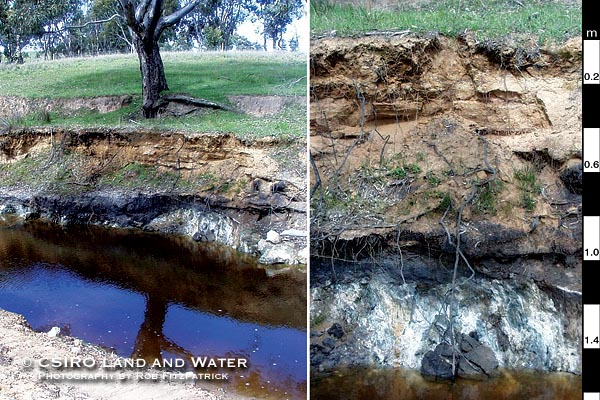 m
0.2
0.6
1.0
1.4
© CSIRO LAND AND WATER
PHOTOGRAPHY BY ROB FITZPATRICK